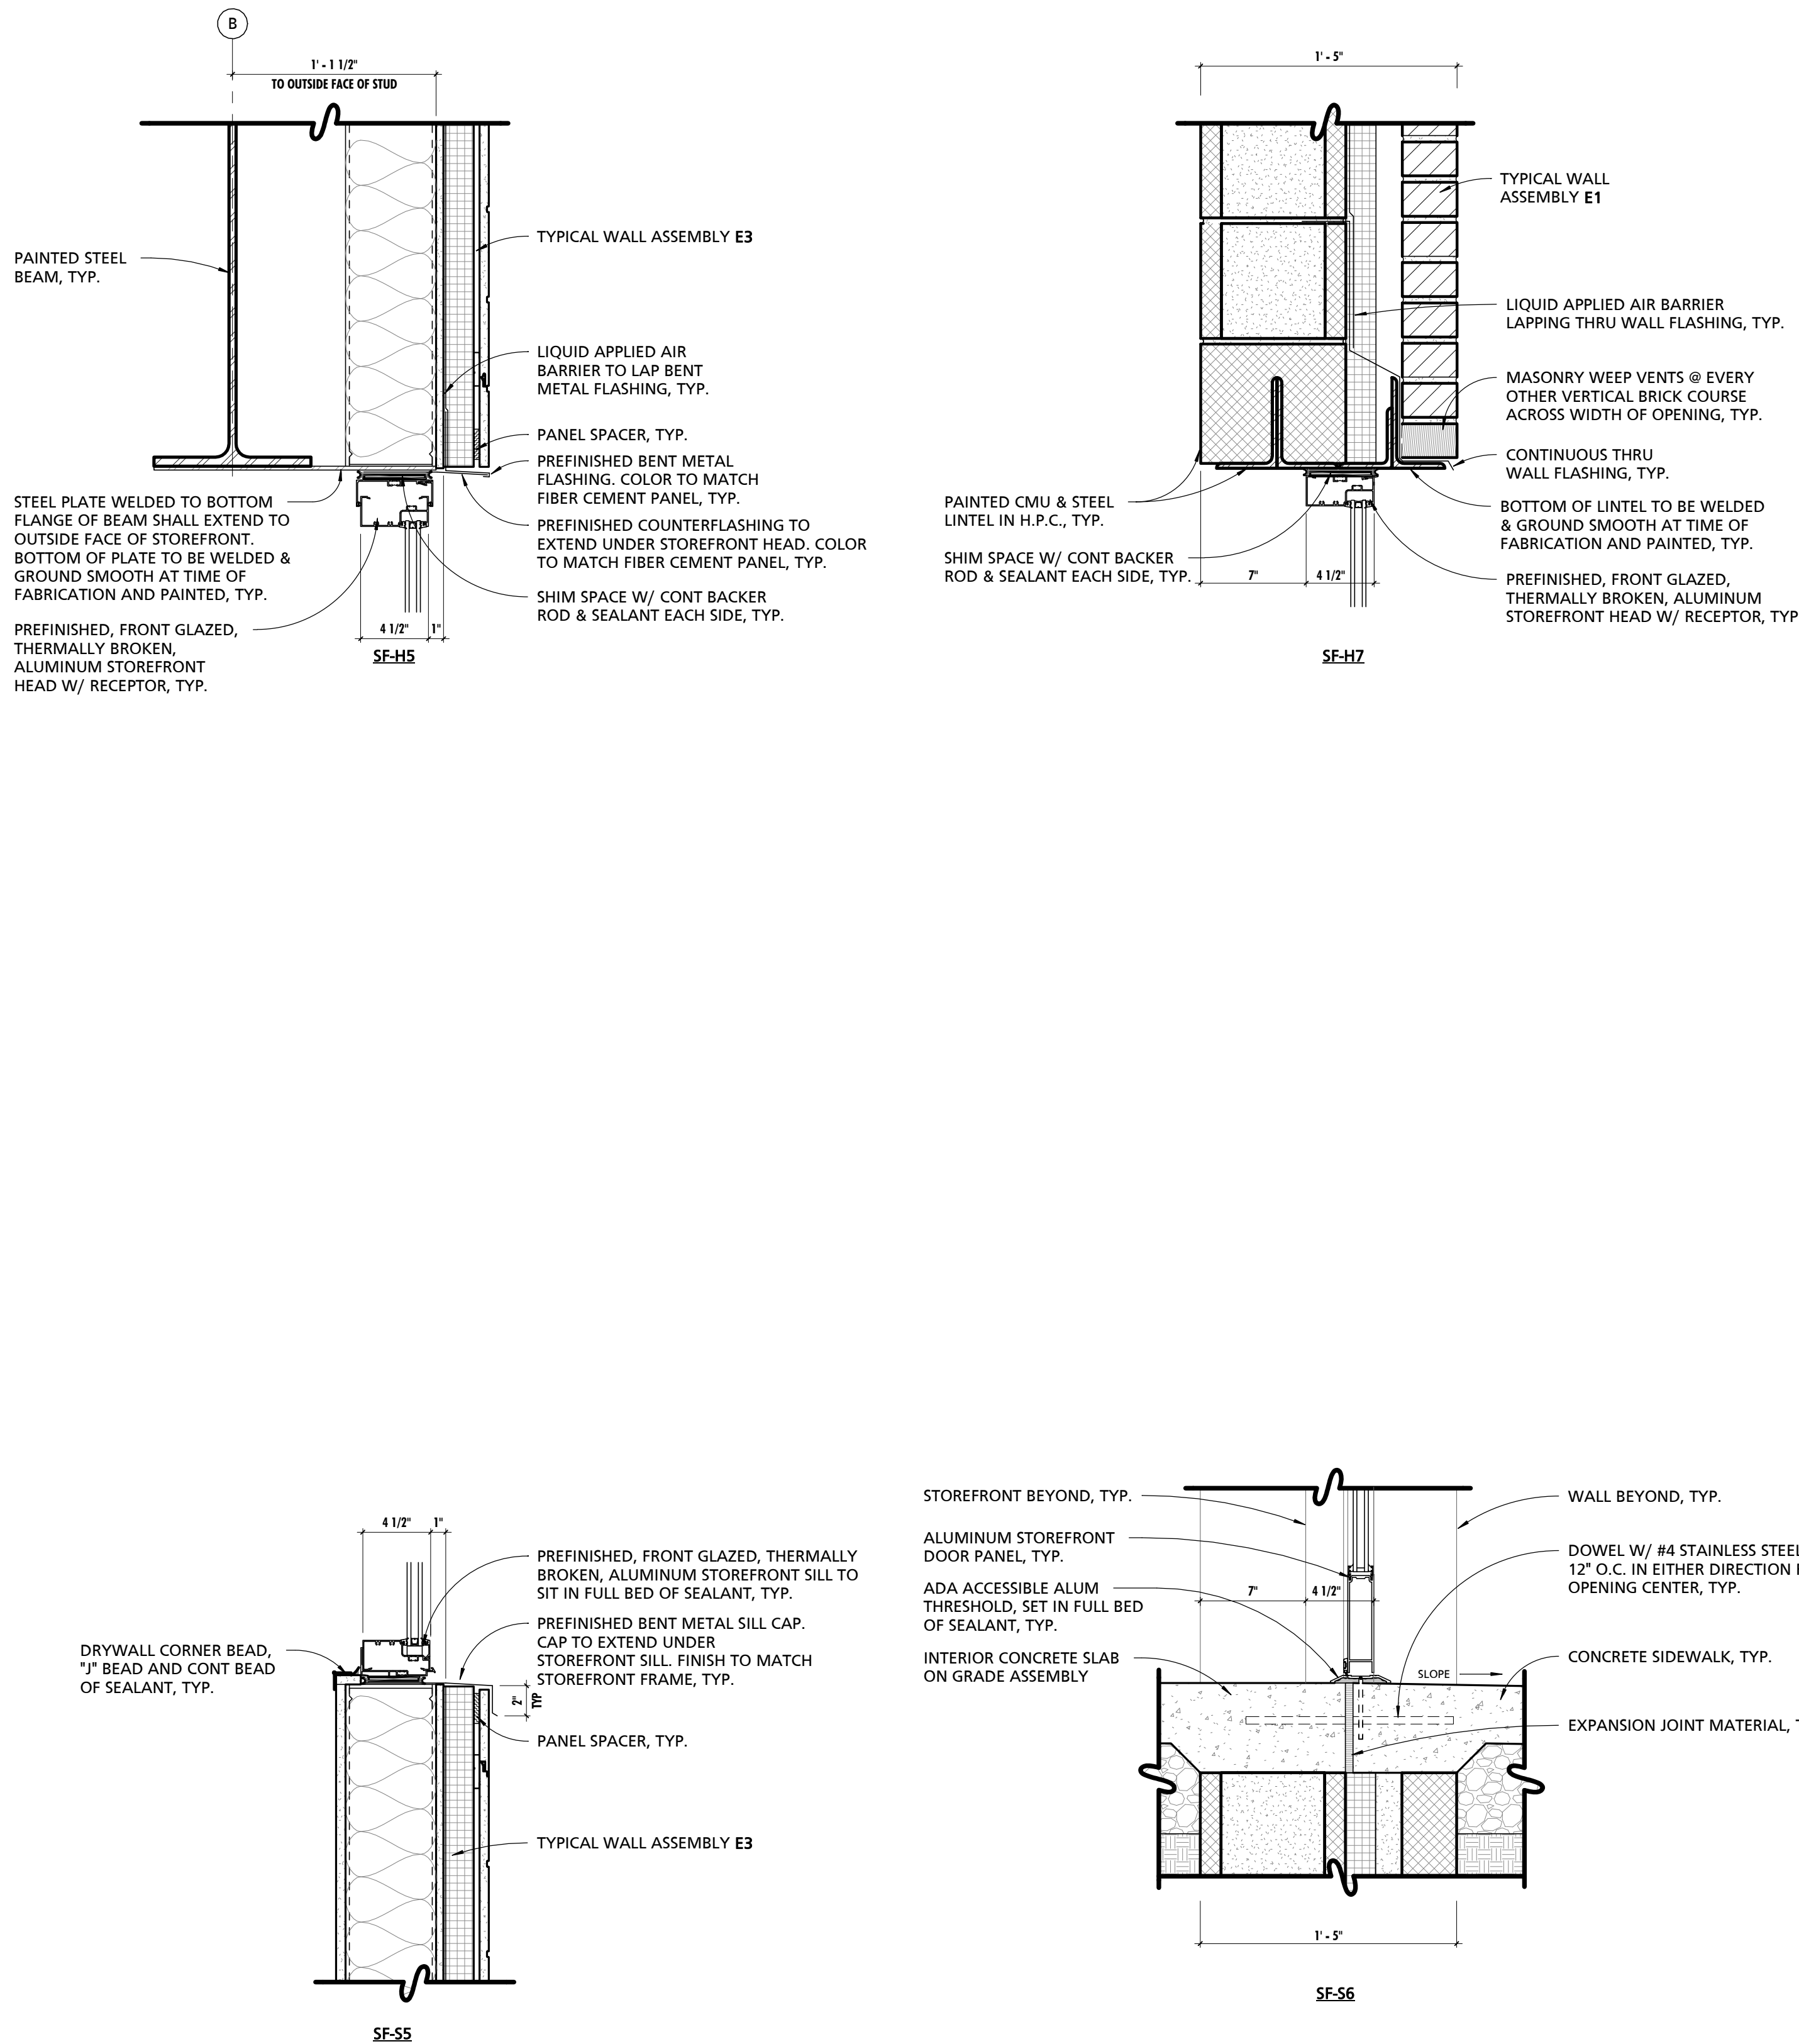 B
1' - 1 1/2"
TO OUTSIDE FACE OF STUD
PAINTED STEEL
BEAM, TYP.
TYPICAL WALL ASSEMBLY E3
LIQUID APPLIED AIR
BARRIER TO LAP BENT
METAL FLASHING, TYP.
PANEL SPACER, TYP.
PREFINISHED BENT METAL
FLASHING. COLOR TO MATCH
FIBER CEMENT PANEL, TYP.
PREFINISHED COUNTERFLASHING TO
EXTEND UNDER STOREFRONT HEAD. COLOR
TO MATCH FIBER CEMENT PANEL, TYP.
SHIM SPACE W/ CONT BACKER
ROD & SEALANT EACH SIDE, TYP.
STEEL PLATE WELDED TO BOTTOM
FLANGE OF BEAM SHALL EXTEND TO
OUTSIDE FACE OF STOREFRONT.
BOTTOM OF PLATE TO BE WELDED &
GROUND SMOOTH AT TIME OF
FABRICATION AND PAINTED, TYP.
PREFINISHED, FRONT GLAZED,
THERMALLY BROKEN,
ALUMINUM STOREFRONT
HEAD W/ RECEPTOR, TYP.
4 1/2" 1"
SF-H5
1' - 5"
TYPICAL WALL
ASSEMBLY E1
LIQUID APPLIED AIR BARRIER
LAPPING THRU WALL FLASHING, TYP.
MASONRY WEEP VENTS @ EVERY
OTHER VERTICAL BRICK COURSE
ACROSS WIDTH OF OPENING, TYP.
CONTINUOUS THRU
WALL FLASHING, TYP.
BOTTOM OF LINTEL TO BE WELDED
& GROUND SMOOTH AT TIME OF
FABRICATION AND PAINTED, TYP.
PREFINISHED, FRONT GLAZED,
THERMALLY BROKEN, ALUMINUM
STOREFRONT HEAD W/ RECEPTOR, TYP
PAINTED CMU & STEEL
LINTEL IN H.P.C., TYP.
SHIM SPACE W/ CONT BACKER
ROD & SEALANT EACH SIDE, TYP.
7" 4 1/2"
SF-H7
4 1/2" 1"
PREFINISHED, FRONT GLAZED, THERMALLY
BROKEN, ALUMINUM STOREFRONT SILL TO
SIT IN FULL BED OF SEALANT, TYP.
PREFINISHED BENT METAL SILL CAP.
CAP TO EXTEND UNDER
STOREFRONT SILL. FINISH TO MATCH
STOREFRONT FRAME, TYP.
2"
TYP
PANEL SPACER, TYP.
DRYWALL CORNER BEAD,
"J" BEAD AND CONT BEAD
OF SEALANT, TYP.
TYPICAL WALL ASSEMBLY E3
SF-S5
STOREFRONT BEYOND, TYP.
ALUMINUM STOREFRONT
DOOR PANEL, TYP.
ADA ACCESSIBLE ALUM
THRESHOLD, SET IN FULL BED
OF SEALANT, TYP.
INTERIOR CONCRETE SLAB
ON GRADE ASSEMBLY
7" 4 1/2"
SLOPE
WALL BEYOND, TYP.
DOWEL W/ #4 STAINLESS STEEL
12" O.C. IN EITHER DIRECTION
OPENING CENTER, TYP.
CONCRETE SIDEWALK, TYP.
EXPANSION JOINT MATERIAL,
1' - 5"
SF-S6